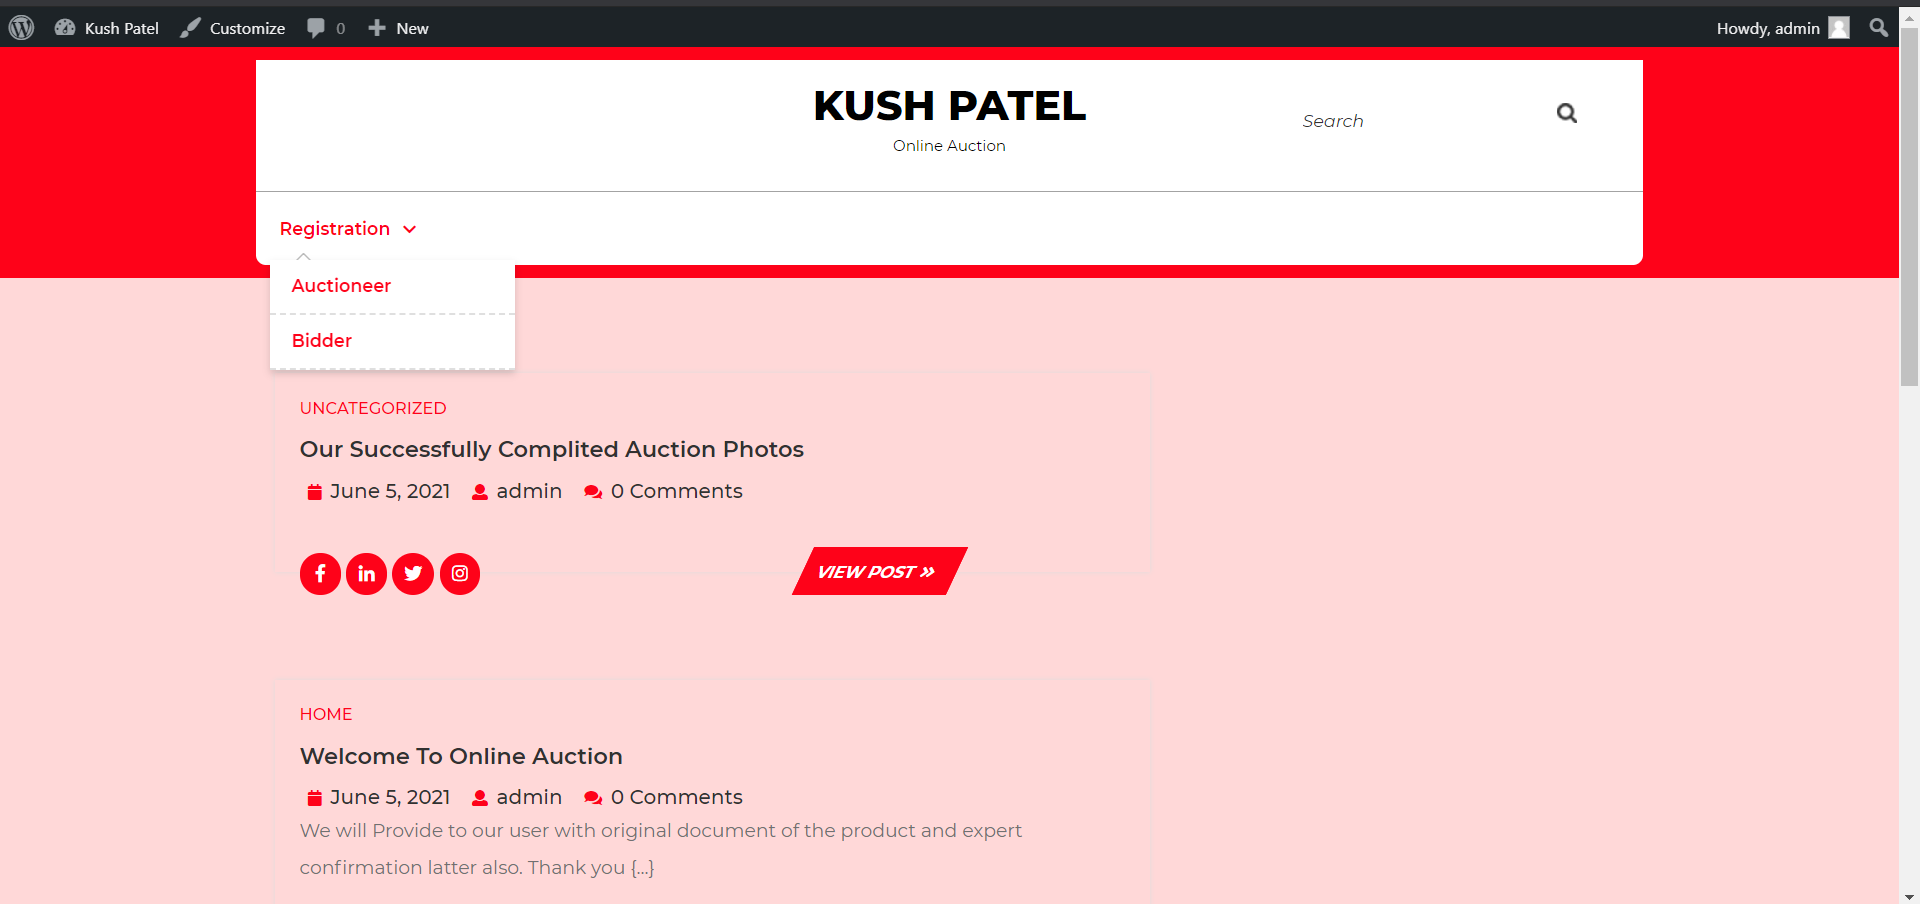 Kush Patel Customize 0 New Howdy, admin
KUSH PATEL
Online Auction
Search
Registration
Auctioneer
Bidder
UNCATEGORIZED
Our Successfully Complited Auction Photos
June 5, 2021 admin 0 Comments
VIEW POST »
HOME
Welcome To Online Auction
June 5, 2021 admin 0 Comments
We will Provide to our user with original document of the product and expert
confirmation latter also. Thank you {...}